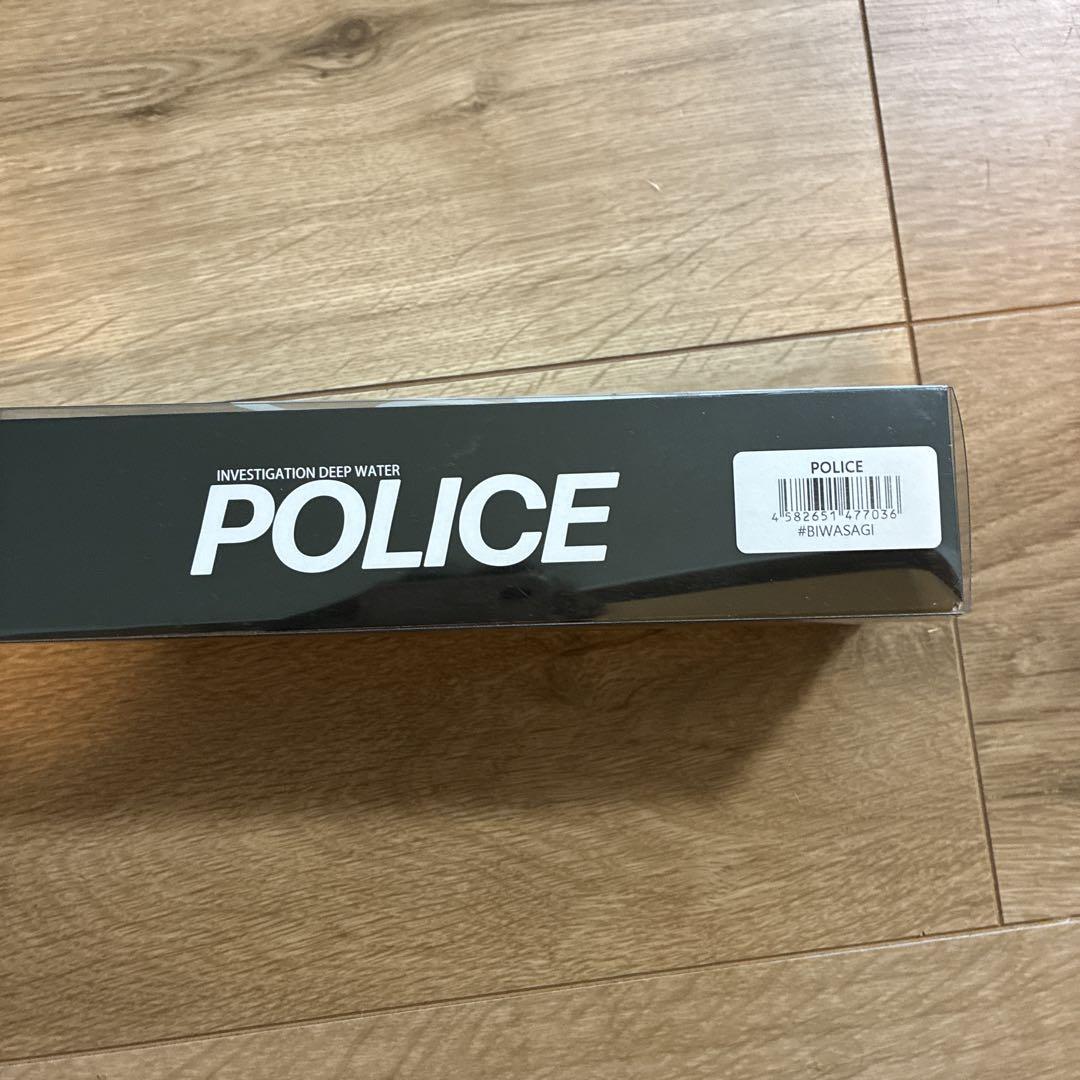 INVESTIGATION DEEP WATER
POLICE
POLICE
4 582651 477036
#BIWASAGI